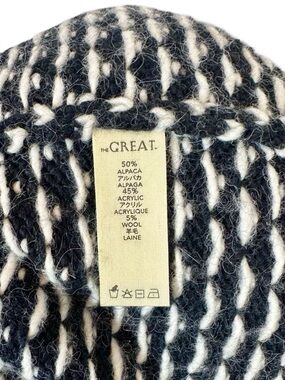 THE GREAT.
50%
ALPACA
アルパカ
ALPAGA
45%
ACRYLIC
アクリル
ACRYLIQUE
5%
WOOL
羊毛
LAINE